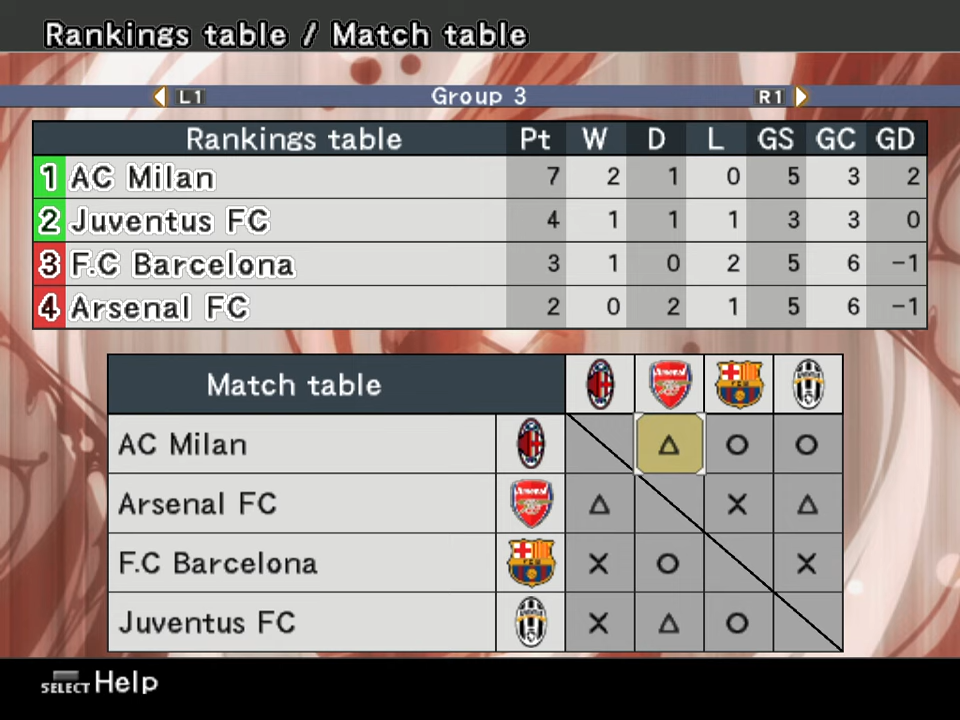 Rankings table / Match table
L1 Group 3 R1
Rankings table Pt W D L GS GC GD
1 AC Milan 7 2 1 0 5 3 2
2 Juventus FC 4 1 1 1 3 3 0
3 F.C Barcelona 3 1 0 2 5 6 -1
4 Arsenal FC 2 0 2 1 5 6 -1
Match table Arsenal
AC Milan △ ○ ○
Arsenal FC Arsenal △ × △
F.C Barcelona × ○ ×
Juventus FC × △ ○
SELECT Help